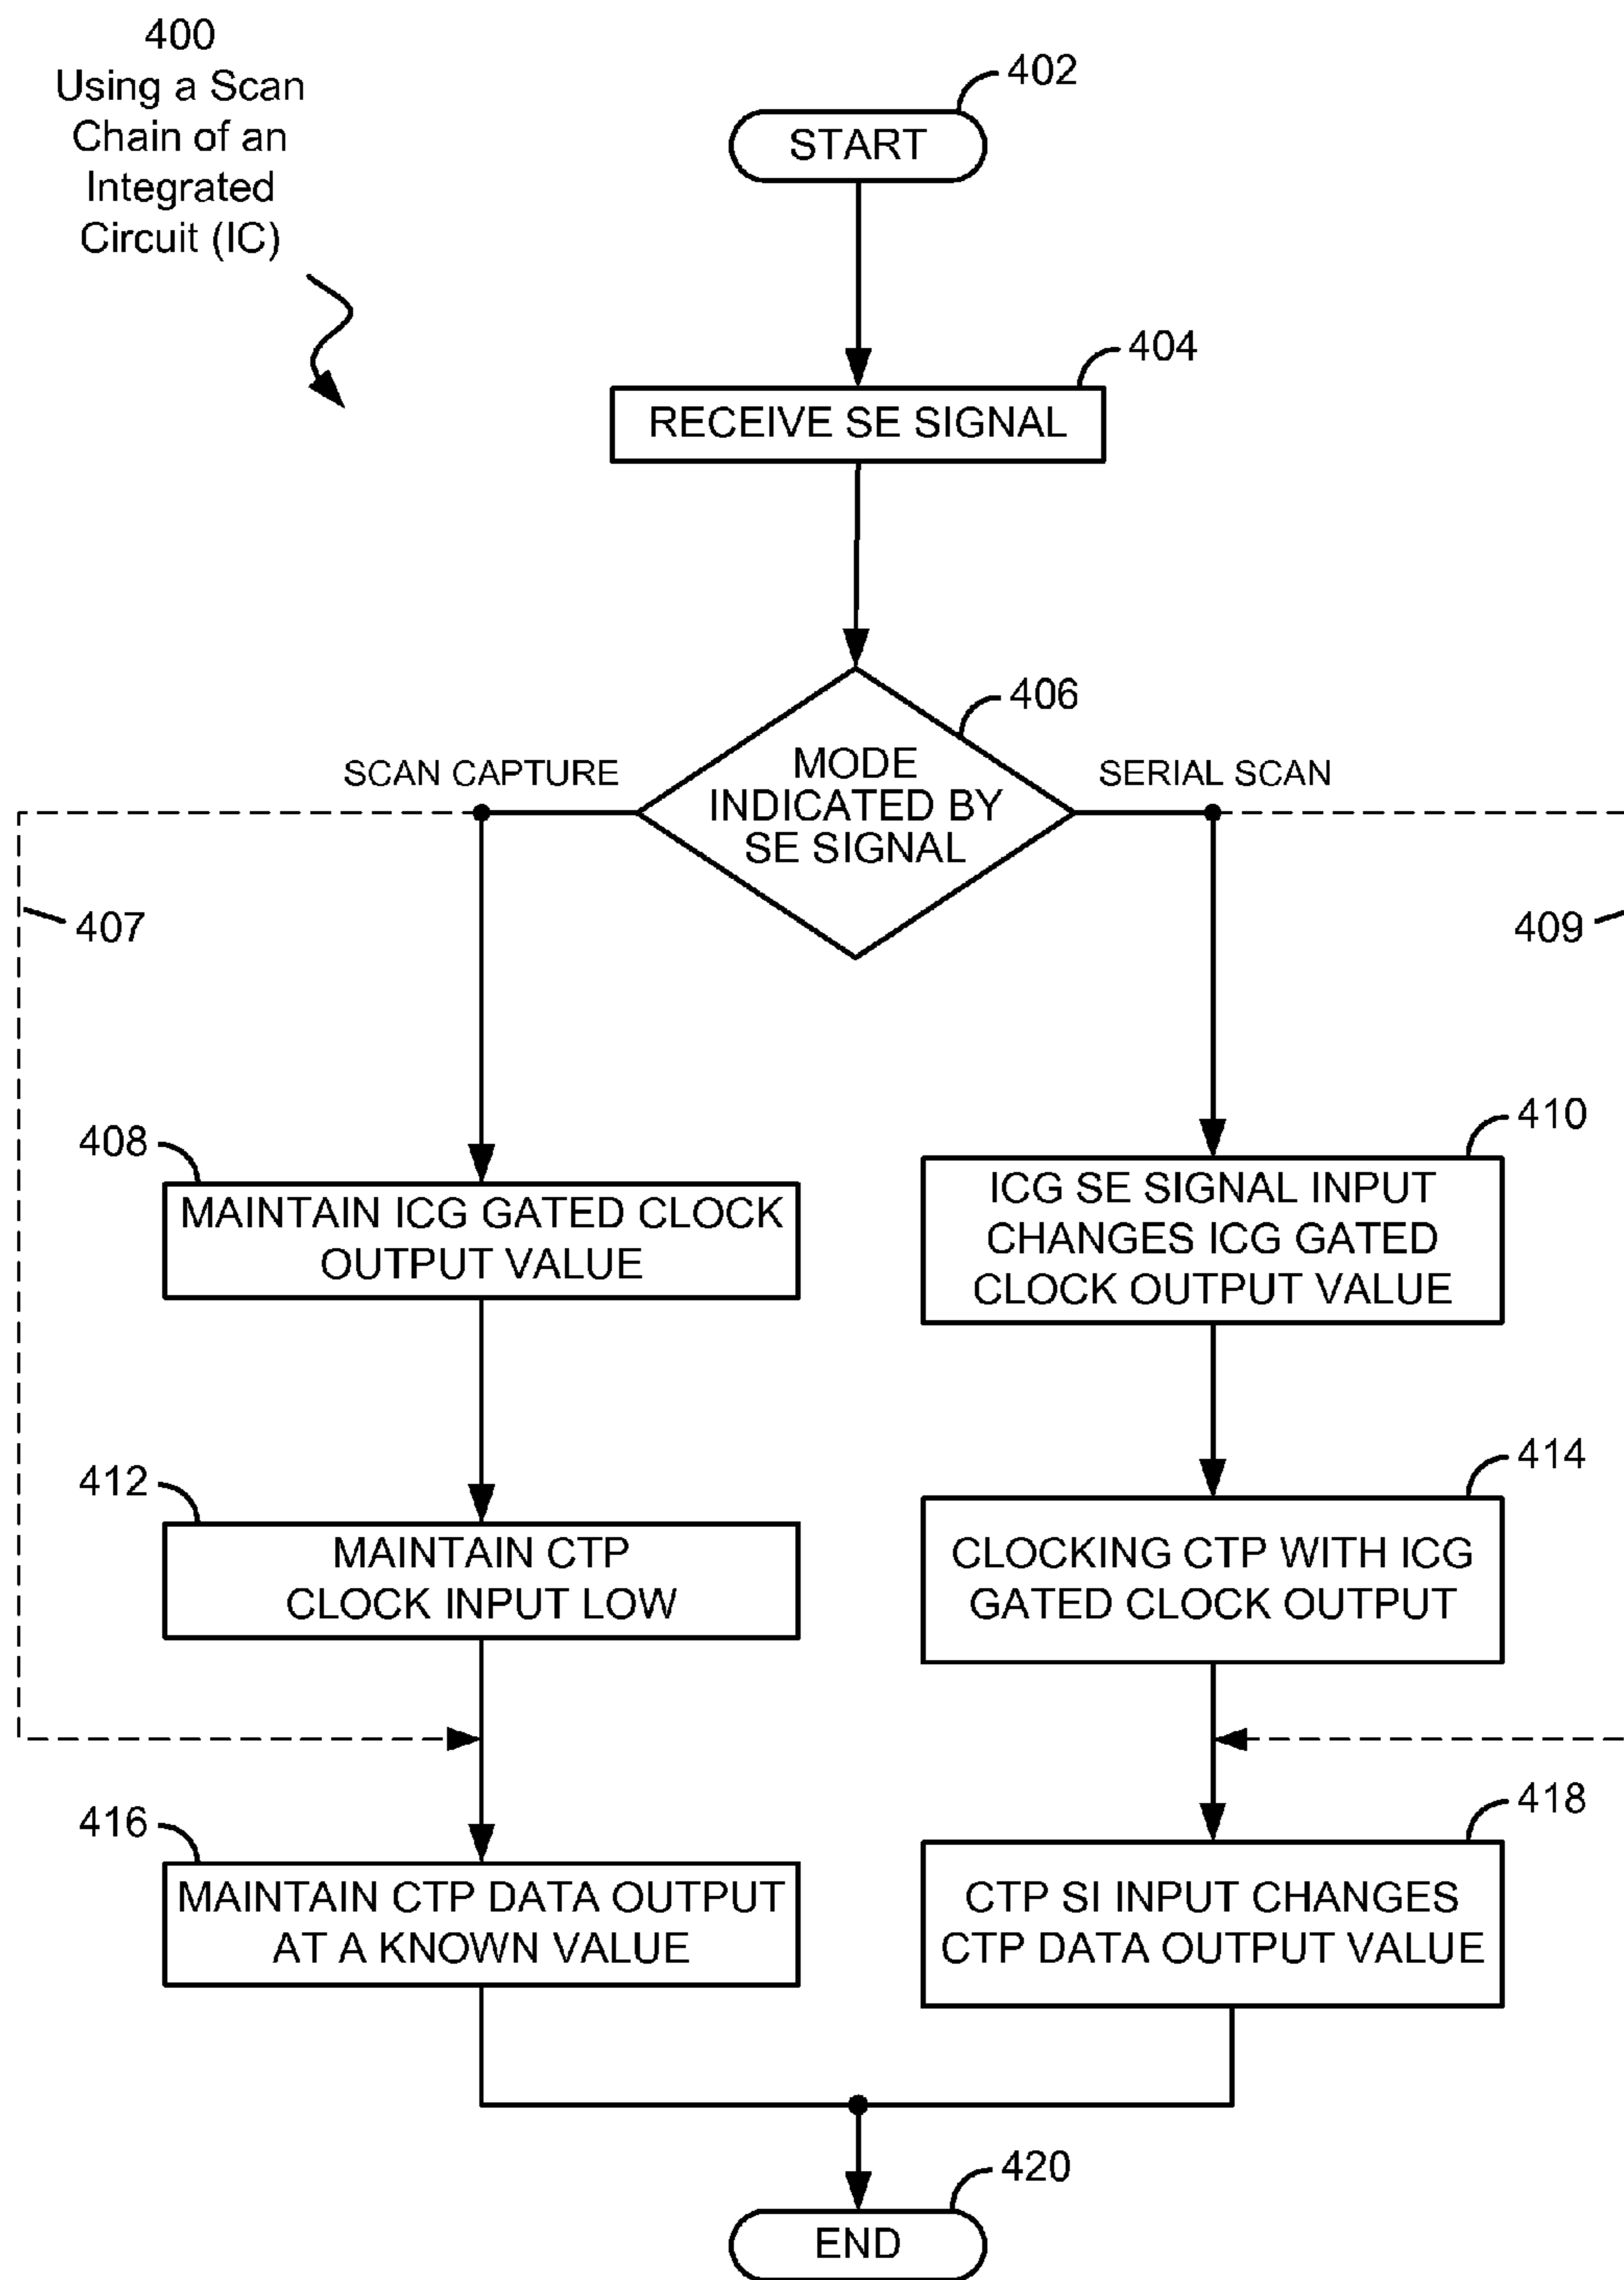 400
Using a Scan
Chain of an
Integrated
Circuit (IC)
402
START
404
RECEIVE SE SIGNAL
406
MODE
INDICATED BY
SE SIGNAL
SCAN CAPTURE
SERIAL SCAN
407
409
408
MAINTAIN ICG GATED CLOCK
OUTPUT VALUE
410
ICG SE SIGNAL INPUT
CHANGES ICG GATED
CLOCK OUTPUT VALUE
412
MAINTAIN CTP
CLOCK INPUT LOW
414
CLOCKING CTP WITH ICG
GATED CLOCK OUTPUT
416
MAINTAIN CTP DATA OUTPUT
AT A KNOWN VALUE
418
CTP SI INPUT CHANGES
CTP DATA OUTPUT VALUE
420
END